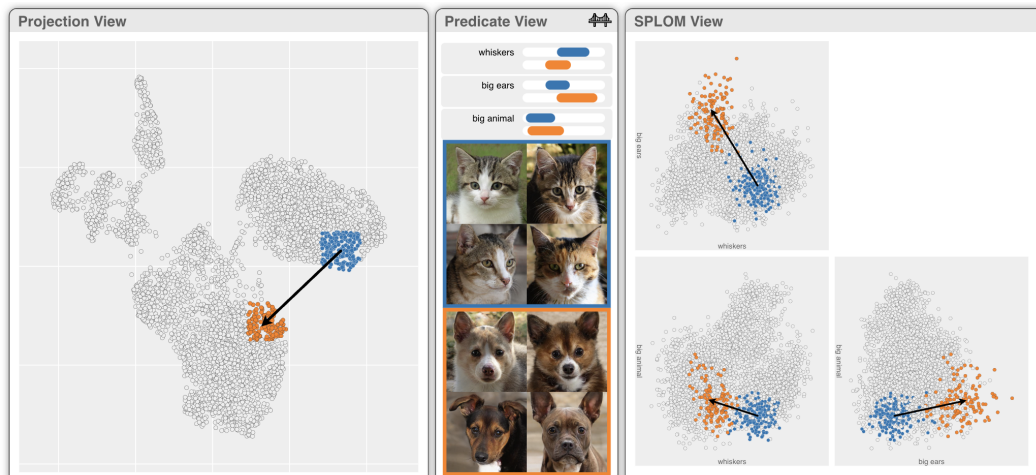 Projection View
Predicate View
whiskers
big ears
big animal
SPLOM View
big ears
whiskers
big animal
whiskers
big animal
big ears